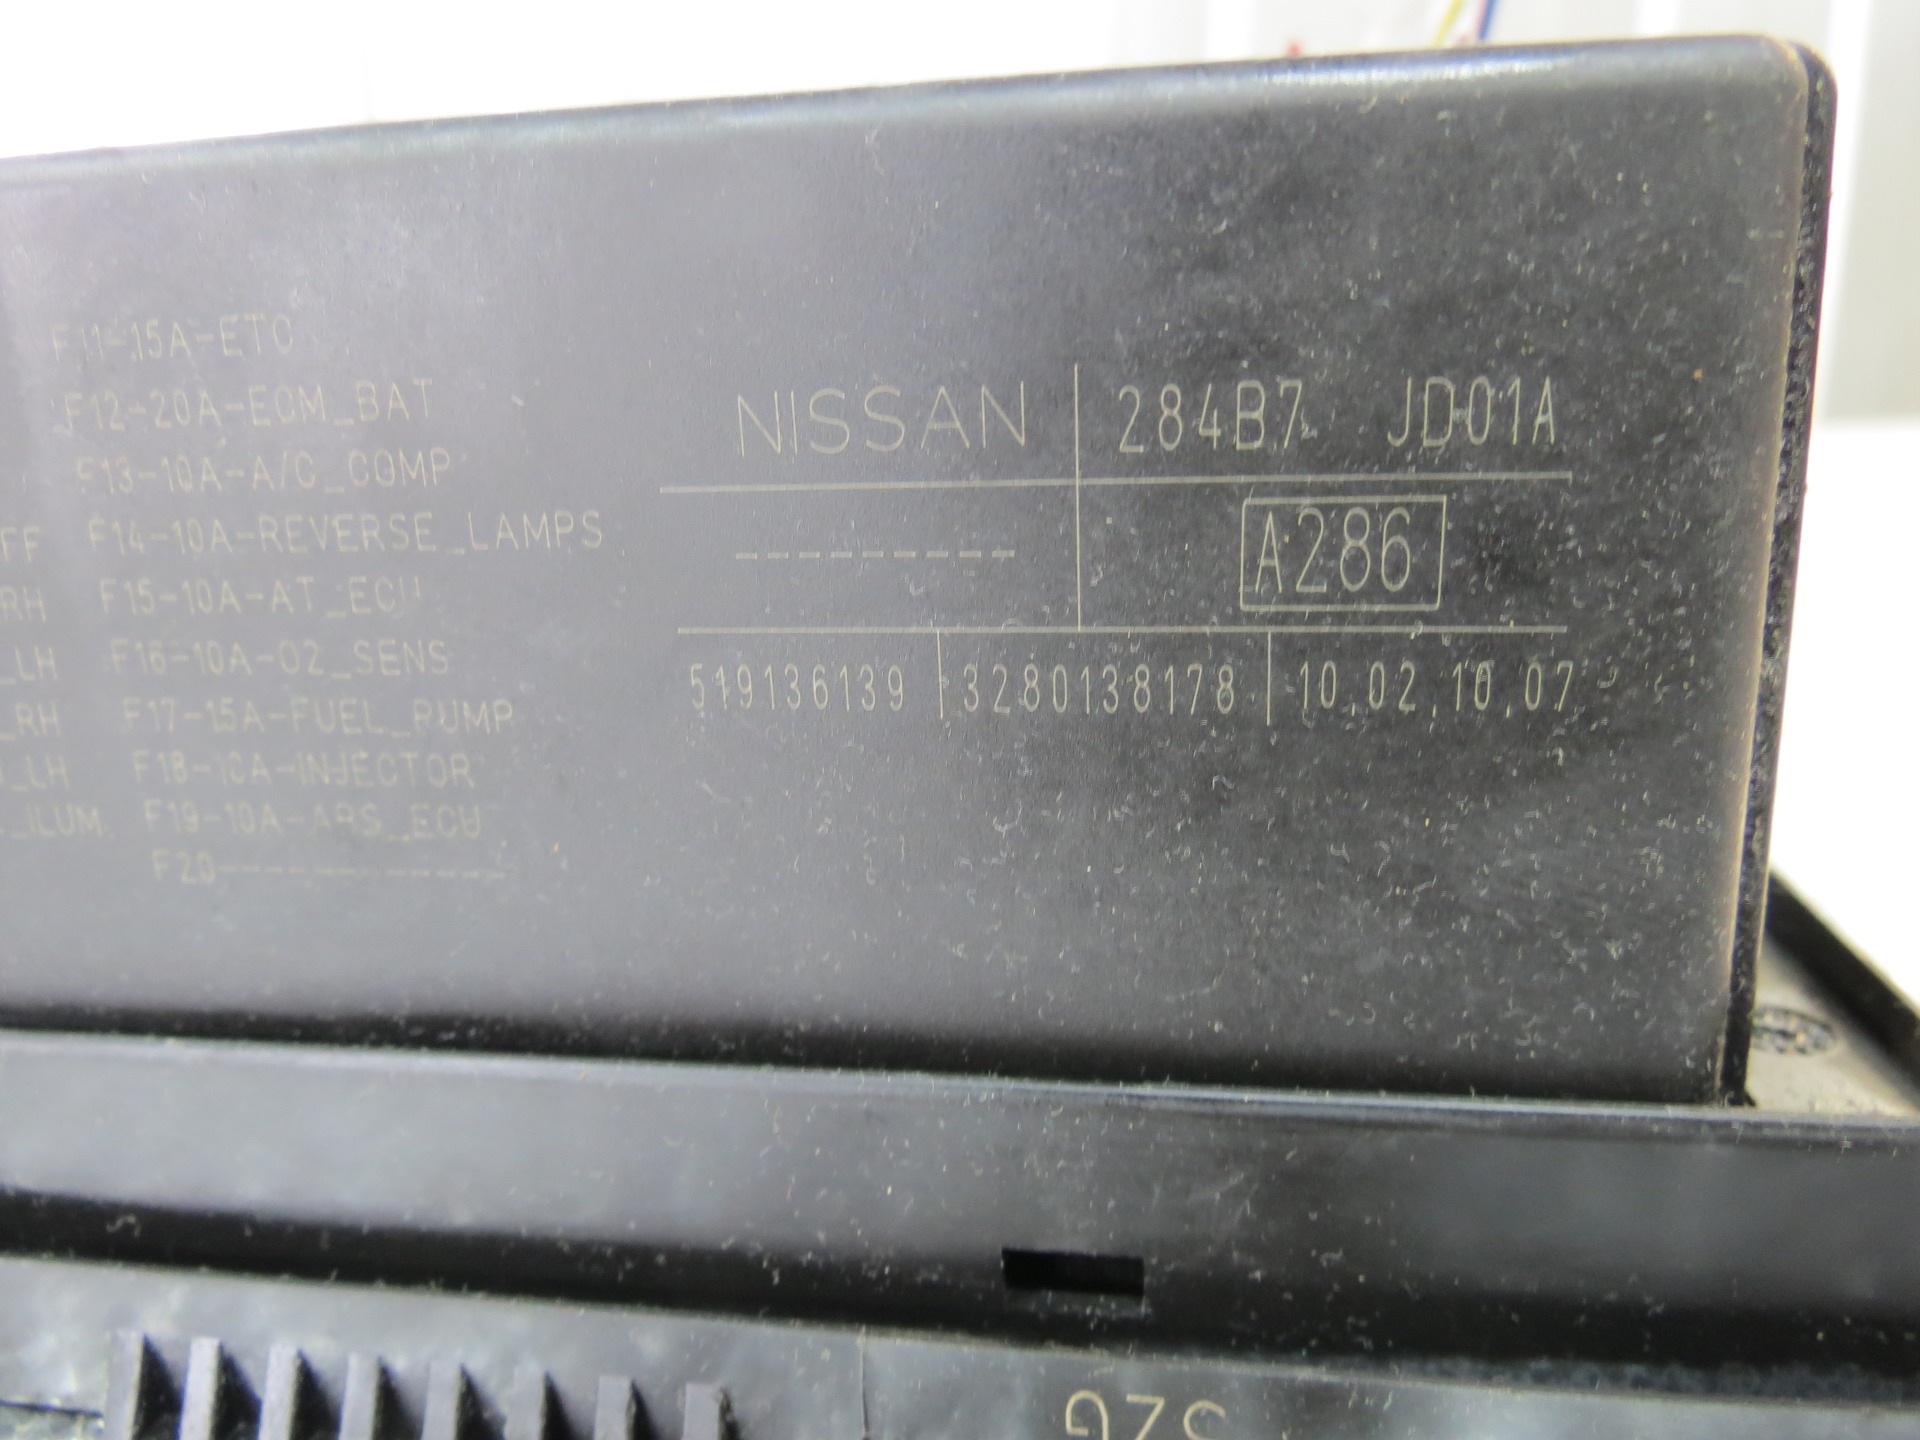 F11-15A-ETC
F12-20A-ECM_BAT
F13-10A-A/C_COMP
FF F14-10A-REVERSE_LAMPS
RH F15-10A-AT_ECU
_LH F16-10A-O2_SENS
_RH F17-15A-FUEL_PUMP
_LH F18-10A-INJECTOR
_ILUM. F19-10A-ABS_ECU
F20-------------
NISSAN 284B7 JD01A
--------- A286
519136139 3280138178 10.02.10.07